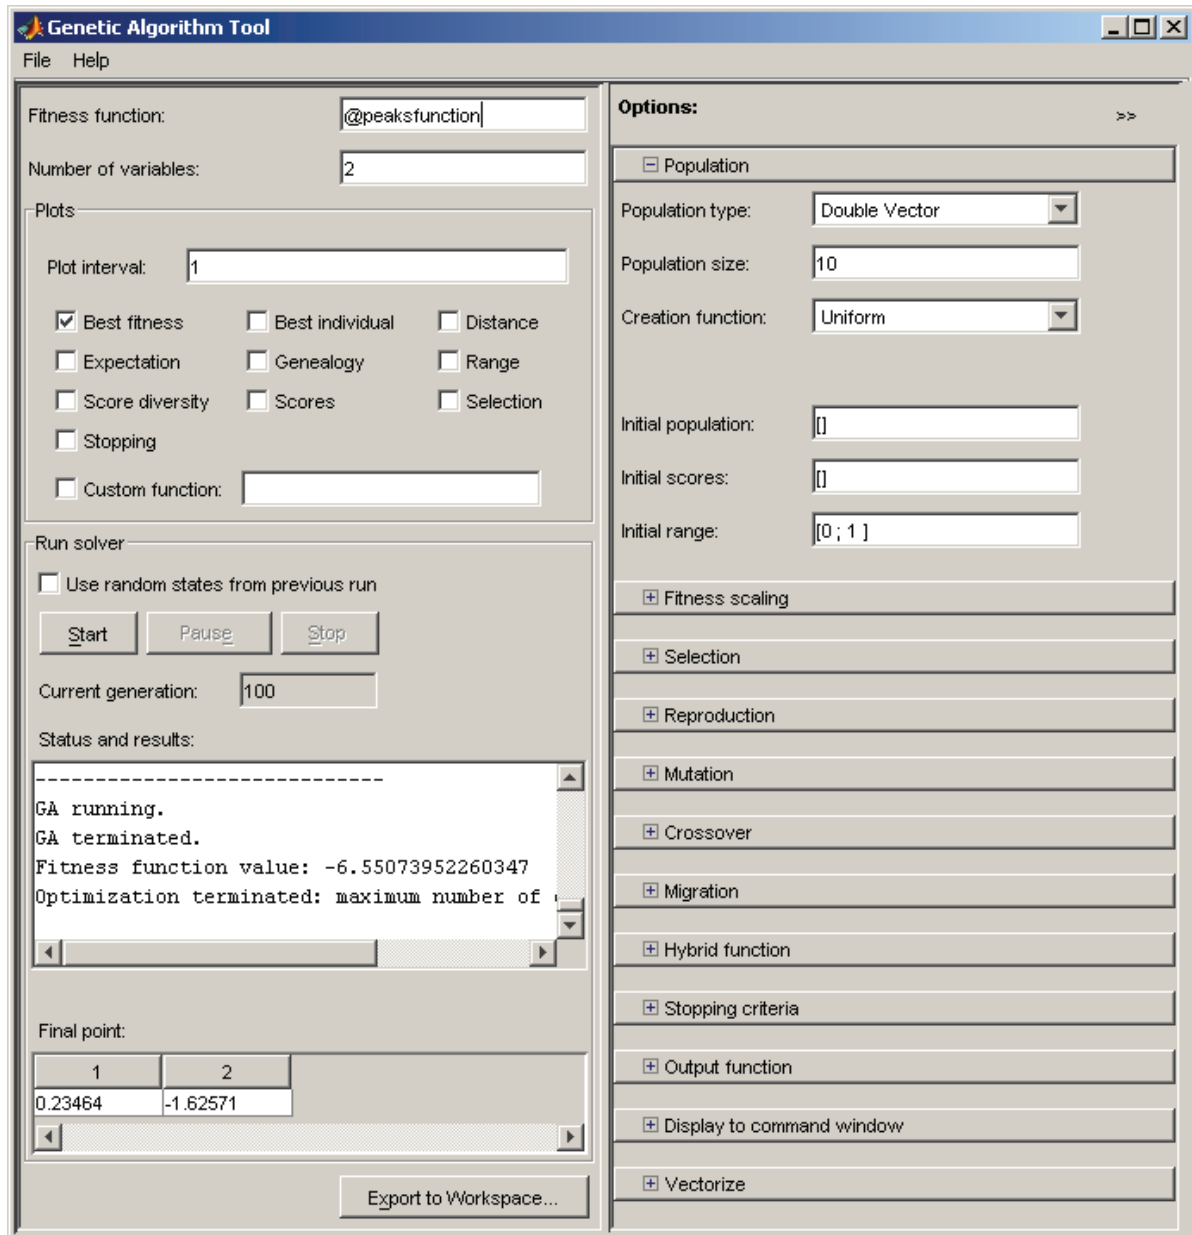 Genetic Algorithm Tool
File Help
Fitness function: @peaksfunction
Number of variables: 2
Plots
Plot interval: 1
Best fitness Best individual Distance
Expectation Genealogy Range
Score diversity Scores Selection
Stopping
Custom function:
Run solver
Use random states from previous run
Start Pause Stop
Current generation: 100
Status and results:
-----------------------------
GA running.
GA terminated.
Fitness function value: -6.55073952260347
Optimization terminated: maximum number of
Final point:
1 2
0.23464 -1.62571
Export to Workspace...
Options: >>
Population
Population type: Double Vector
Population size: 10
Creation function: Uniform
Initial population: []
Initial scores: []
Initial range: [0 ; 1 ]
Fitness scaling
Selection
Reproduction
Mutation
Crossover
Migration
Hybrid function
Stopping criteria
Output function
Display to command window
Vectorize